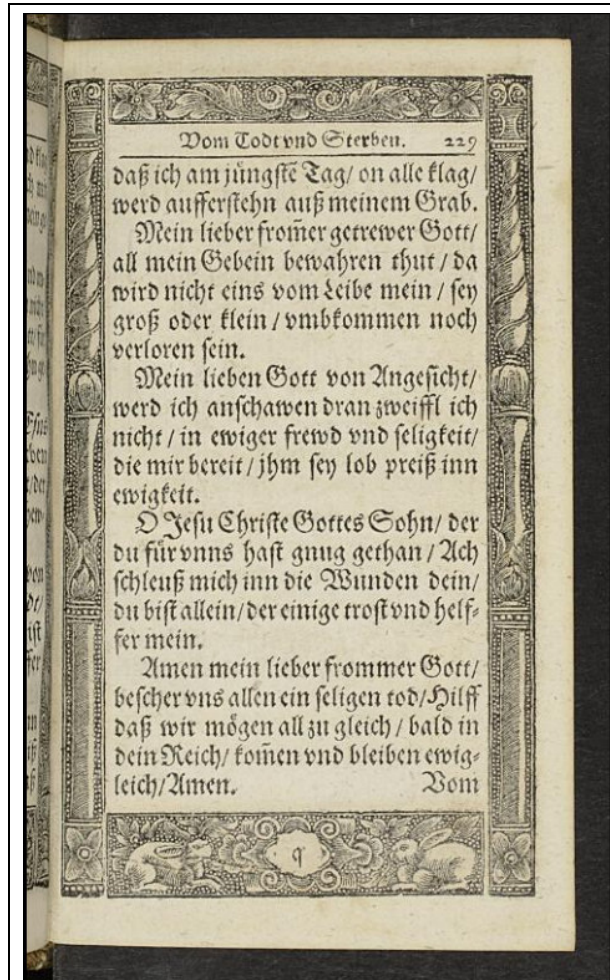 Vom Todt vnd Sterben. 229
daß ich am jüngstẽ Tag/ on alle klag/
werd aufferstehn auß meinem Grab.
Mein lieber from̃er getrewer Gott/
all mein Gebein bewahren thut / da
wird nicht eins vom Leibe mein / sey
groß oder klein / vmbkommen noch
verloren sein.
Mein lieben Gott von Angesicht/
werd ich anschawen dran zweiffl ich
nicht / in ewiger frewd vnd seligkeit/
die mir bereit / jhm sey lob preiß inn
ewigkeit.
O Jesu Christe Gottes Sohn/ der
du für vnns hast gnug gethan / Ach
schleuß mich inn die Wunden dein/
du bist allein/ der einige trost vnd helf⸗
fer mein.
Amen mein lieber frommer Gott/
bescher vns allen ein seligen tod/ Hilff
daß wir mögen all zu gleich / bald in
dein Reich/ kom̃en vnd bleiben ewig⸗
leich/ Amen. Vom
q